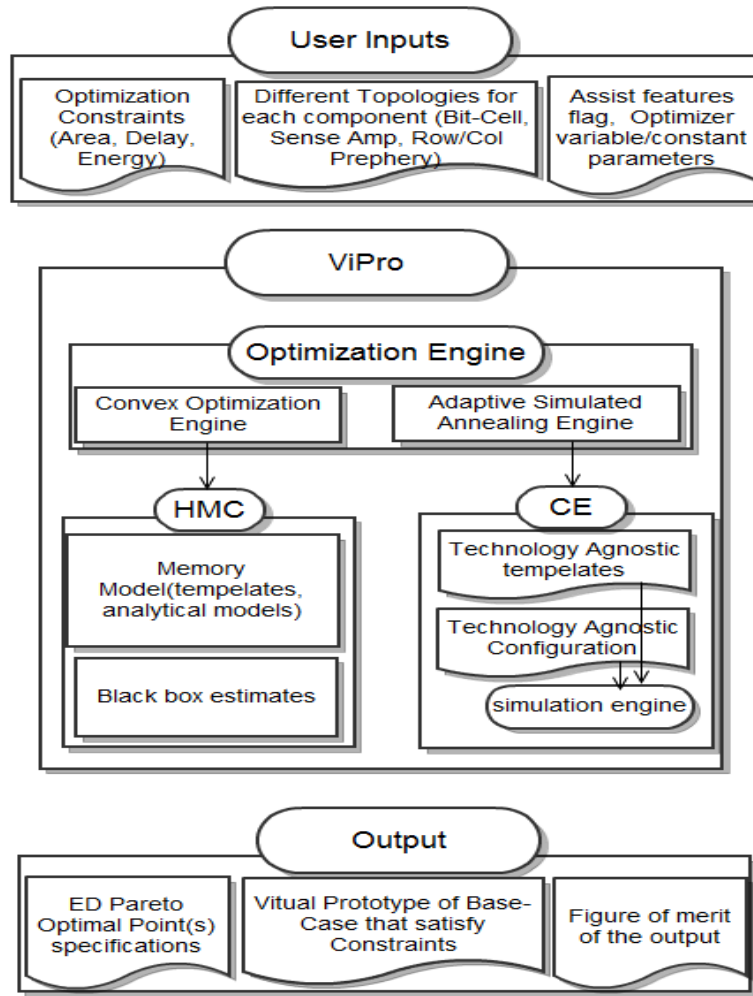 User Inputs
Optimization
Constraints
(Area, Delay,
Energy)
Different Topologies for
each component (Bit-Cell,
Sense Amp, Row/Col
Prephery)
Assist features
flag, Optimizer
variable/constant
parameters
ViPro
Optimization Engine
Convex Optimization
Engine
Adaptive Simulated
Annealing Engine
HMC
Memory
Model(tempelates,
analytical models)
Black box estimates
CE
Technology Agnostic
tempelates
Technology Agnostic
Configuration
simulation engine
Output
ED Pareto
Optimal Point(s)
specifications
Vitual Prototype of Base-
Case that satisfy
Constraints
Figure of merit
of the output